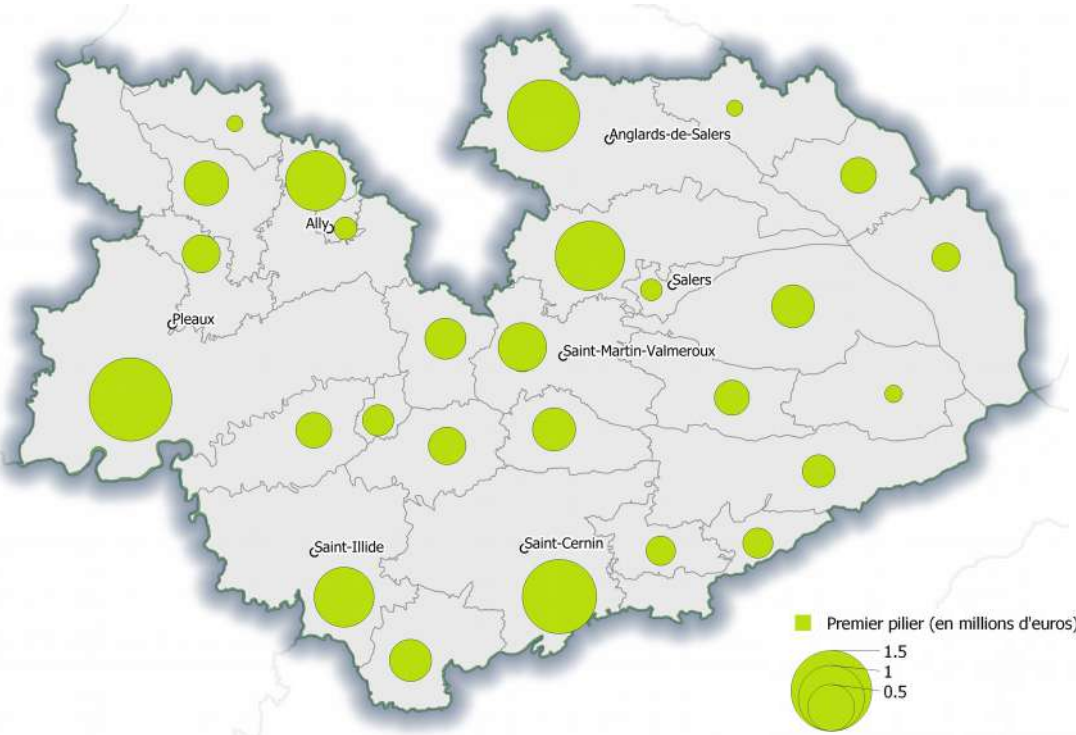 Anglards-de-Salers
Ally
Salers
Pleaux
Saint-Martin-Valmeroux
Saint-Illide
Saint-Cernin
Premier pilier (en millions d'euros)
1.5
1
0.5